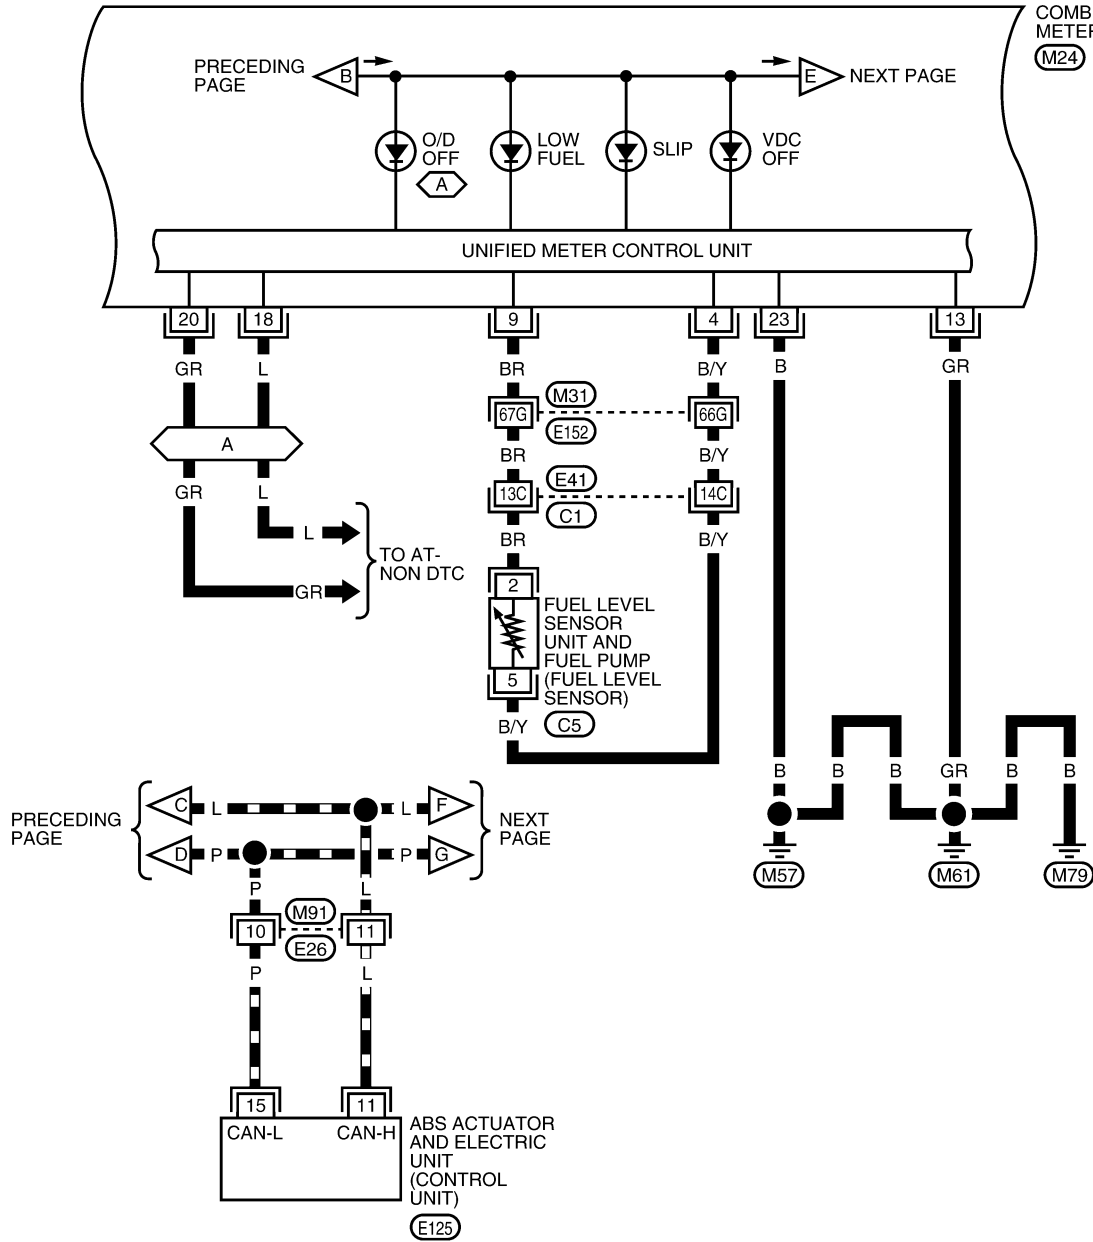 COMB
METER
M24
PRECEDING
PAGE
B
E
NEXT PAGE
O/D
OFF
A
LOW
FUEL
SLIP
VDC
OFF
UNIFIED METER CONTROL UNIT
20 18 9 4 23 13
GR L BR B/Y B GR
67G M31 66G
E152
A
BR B/Y
GR L
13C E41 14C
C1
BR B/Y
L
GR
TO AT-
NON DTC
2
FUEL LEVEL
SENSOR
UNIT AND
FUEL PUMP
(FUEL LEVEL
SENSOR)
5
C5
B/Y
B B B GR B B
M57 M61 M79
PRECEDING
PAGE
C L L F
D P P G
NEXT
PAGE
P L
10 M91 11
E26
P L
15 11
CAN-L CAN-H
ABS ACTUATOR
AND ELECTRIC
UNIT
(CONTROL
UNIT)
E125